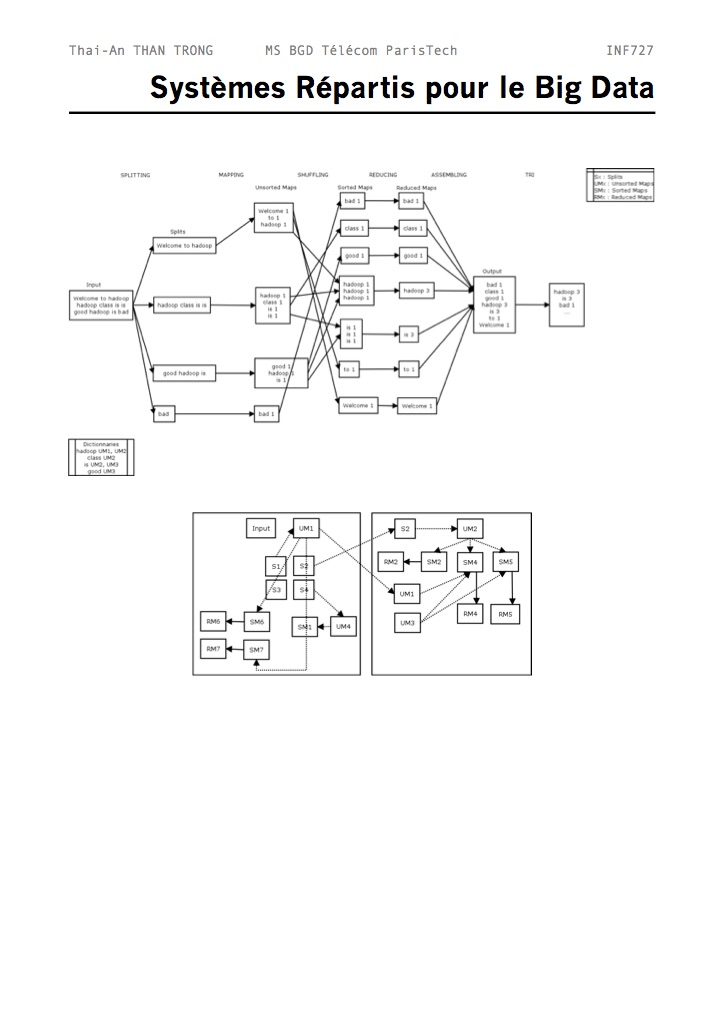 Thai-An THAN TRONG MS BGD Télécom ParisTech INF727
Systèmes Répartis pour le Big Data
SPLITTING MAPPING SHUFFLING REDUCING ASSEMBLING TRI
Sx : Splits
UMx : Unsorted Maps
SMx : Sorted Maps
RMx : Reduced Maps
Unsorted Maps
Sorted Maps
Reduced Maps
Splits
Input
Output
Welcome to hadoop
hadoop class is is
good hadoop is bad
Welcome to hadoop
hadoop class is is
good hadoop is
bad
Welcome 1
to 1
hadoop 1
hadoop 1
class 1
is 1
is 1
good 1
hadoop 1
is 1
bad 1
bad 1
class 1
good 1
hadoop 1
hadoop 1
hadoop 1
is 1
is 1
is 1
to 1
Welcome 1
bad 1
class 1
good 1
hadoop 3
is 3
to 1
Welcome 1
bad 1
class 1
good 1
hadoop 3
is 3
to 1
Welcome 1
hadoop 3
is 3
bad 1
...
Dictionnaries
hadoop UM1, UM2
class UM2
is UM2, UM3
good UM3
Input
UM1
S1
S2
S3
S4
RM6
SM6
SM1
UM4
RM7
SM7
S2
UM2
RM2
SM2
SM4
SM5
UM1
UM3
RM4
RM5